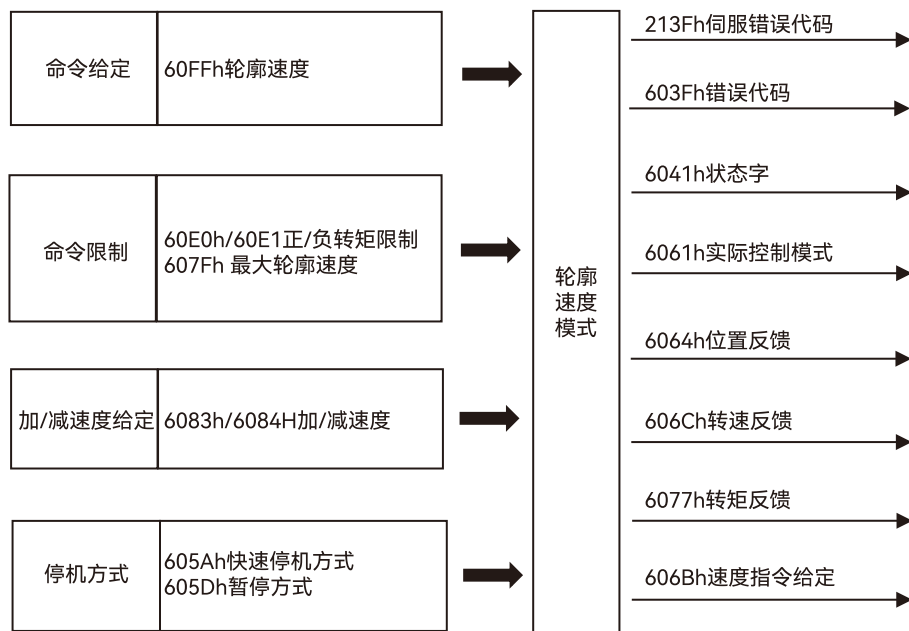 命令给定
60FFh轮廓速度
命令限制
60E0h/60E1正/负转矩限制
607Fh 最大轮廓速度
加/减速度给定
6083h/6084H加/减速度
停机方式
605Ah快速停机方式
605Dh暂停方式
轮廓
速度
模式
213Fh伺服错误代码
603Fh错误代码
6041h状态字
6061h实际控制模式
6064h位置反馈
606Ch转速反馈
6077h转矩反馈
606Bh速度指令给定